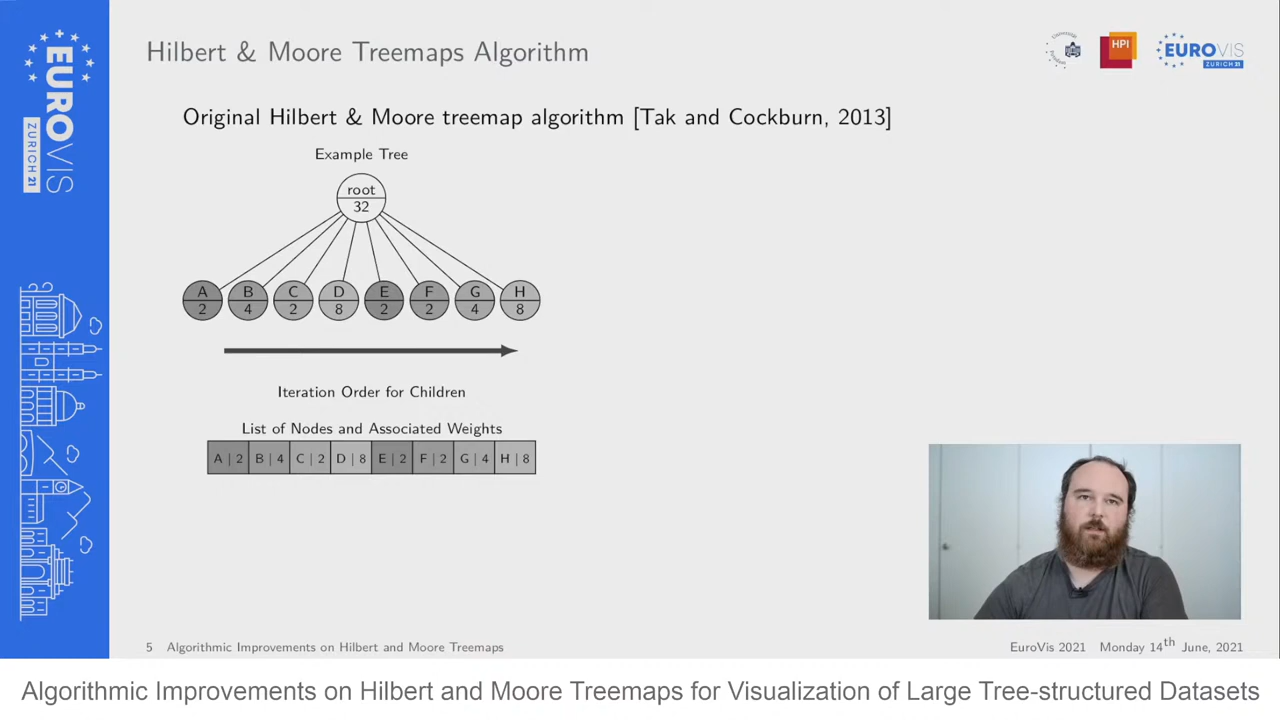 EUROVIS
ZURICH 21
Hilbert & Moore Treemaps Algorithm
HPI
EUROVIS
ZURICH 21
Original Hilbert & Moore treemap algorithm [Tak and Cockburn, 2013]
Example Tree
root
32
A B C D E F G H
2 4 2 8 2 2 4 8
Iteration Order for Children
List of Nodes and Associated Weights
A | 2 B | 4 C | 2 D | 8 E | 2 F | 2 G | 4 H | 8
5 Algorithmic Improvements on Hilbert and Moore Treemaps
EuroVis 2021 Monday 14th June, 2021
Algorithmic Improvements on Hilbert and Moore Treemaps for Visualization of Large Tree-structured Datasets